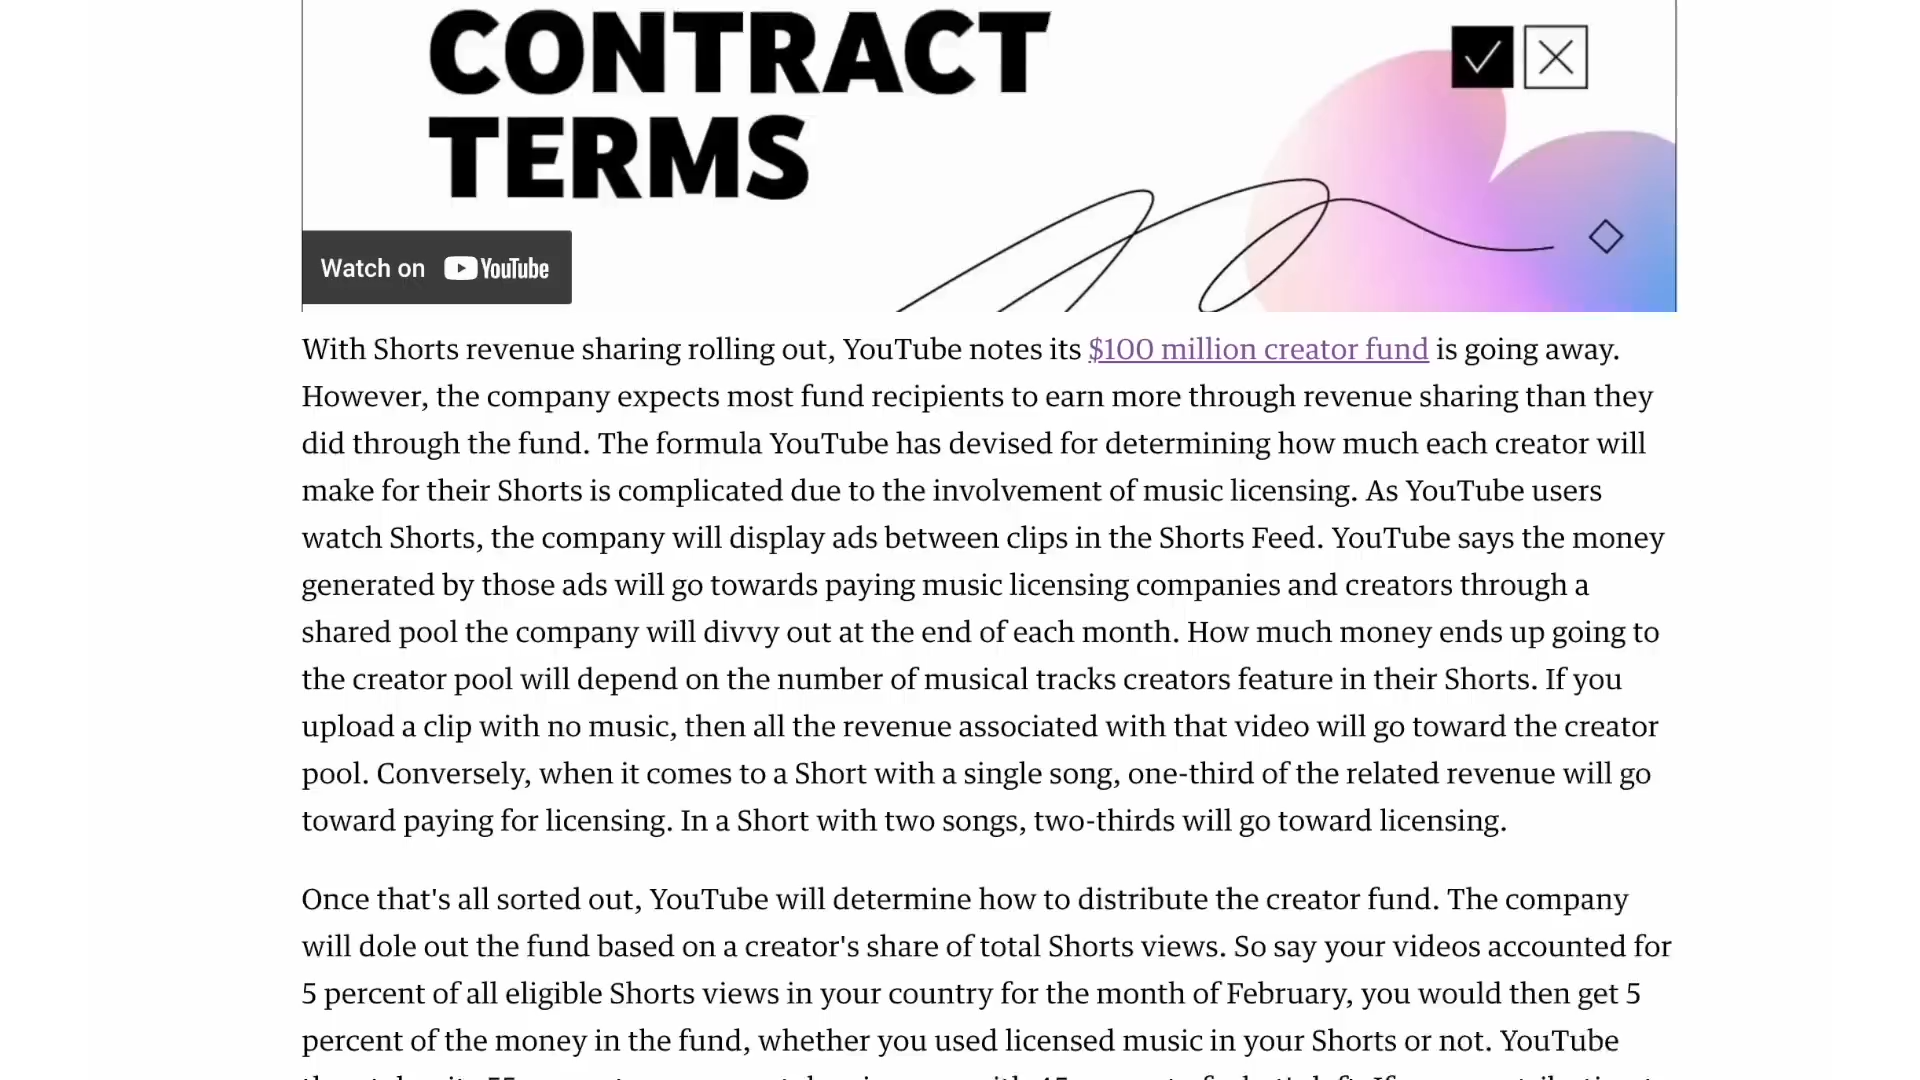 CONTRACT
TERMS
Watch on YouTube
With Shorts revenue sharing rolling out, YouTube notes its $100 million creator fund is going away.
However, the company expects most fund recipients to earn more through revenue sharing than they
did through the fund. The formula YouTube has devised for determining how much each creator will
make for their Shorts is complicated due to the involvement of music licensing. As YouTube users
watch Shorts, the company will display ads between clips in the Shorts Feed. YouTube says the money
generated by those ads will go towards paying music licensing companies and creators through a
shared pool the company will divvy out at the end of each month. How much money ends up going to
the creator pool will depend on the number of musical tracks creators feature in their Shorts. If you
upload a clip with no music, then all the revenue associated with that video will go toward the creator
pool. Conversely, when it comes to a Short with a single song, one-third of the related revenue will go
toward paying for licensing. In a Short with two songs, two-thirds will go toward licensing.
Once that's all sorted out, YouTube will determine how to distribute the creator fund. The company
will dole out the fund based on a creator's share of total Shorts views. So say your videos accounted for
5 percent of all eligible Shorts views in your country for the month of February, you would then get 5
percent of the money in the fund, whether you used licensed music in your Shorts or not. YouTube